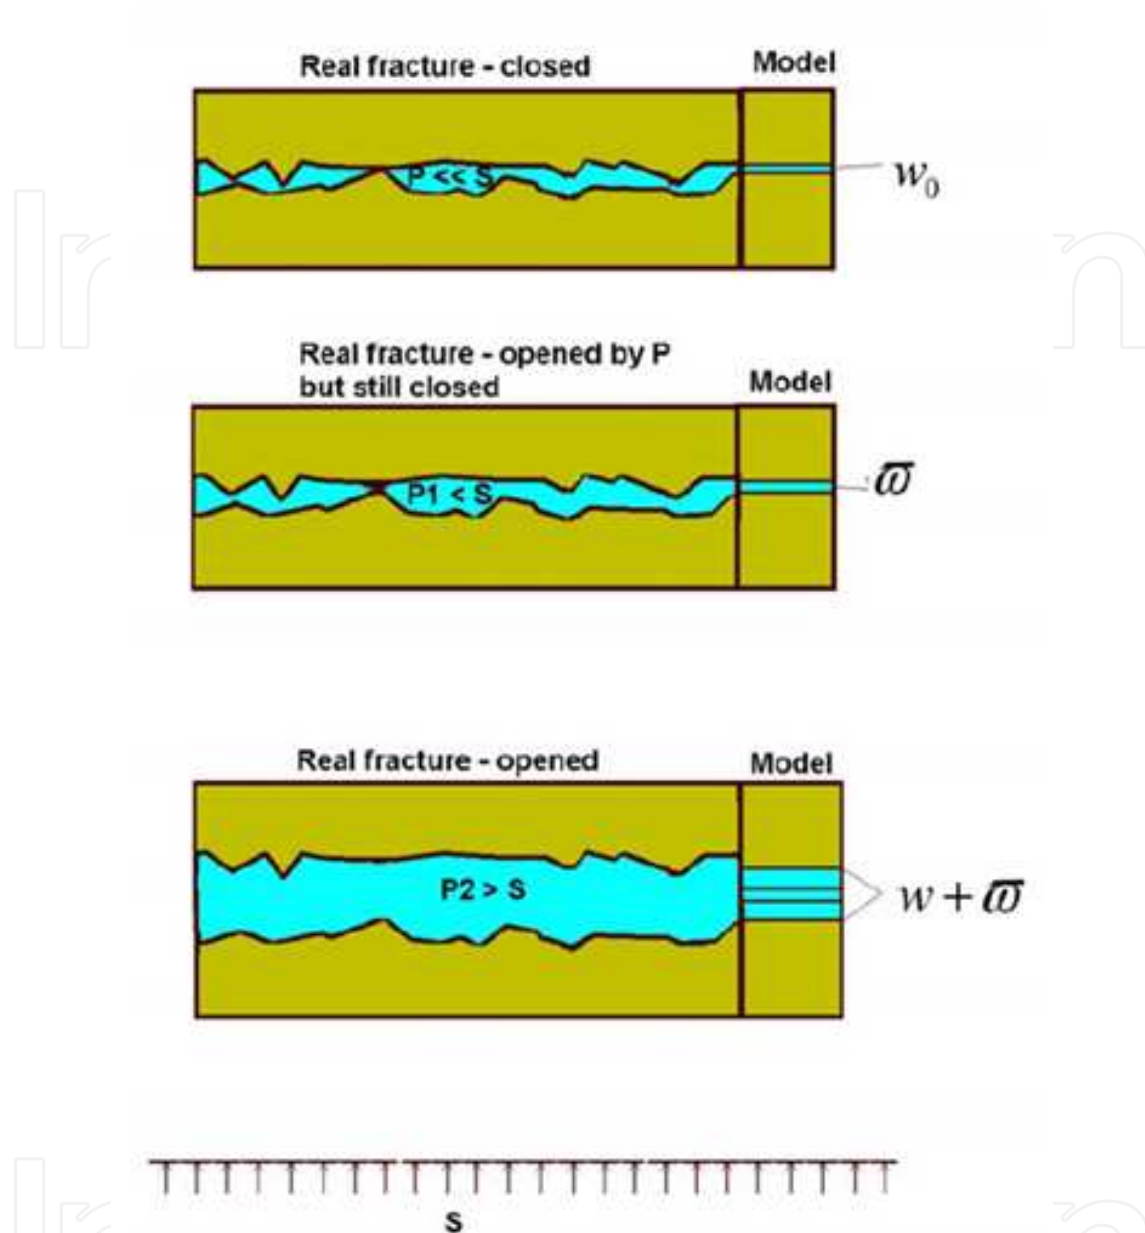 Real fracture - closed
Model
P << S
w₀
Real fracture - opened by P
but still closed
Model
P1 < S
ϖ
Real fracture - opened
Model
P2 > S
w + ϖ
S